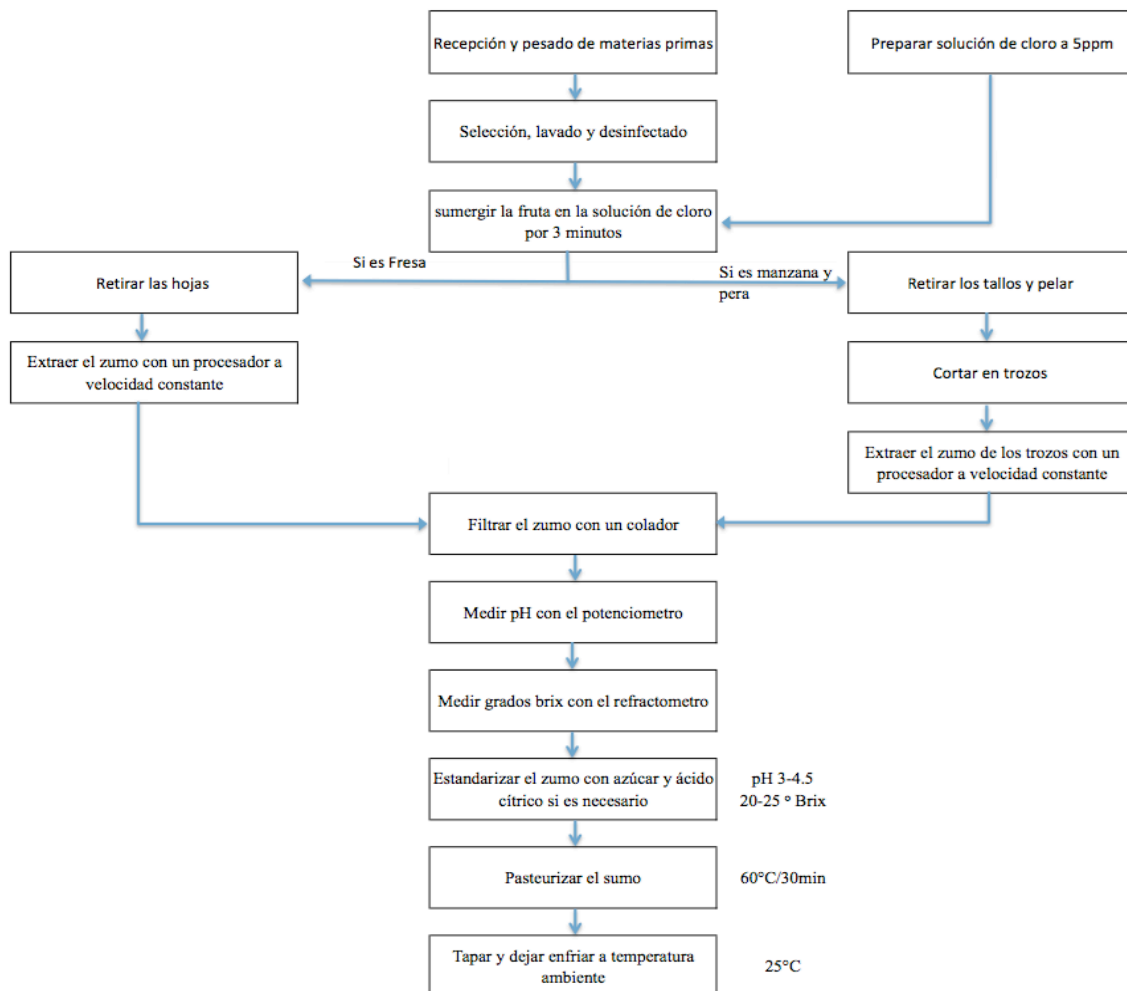 Recepción y pesado de materias primas
Preparar solución de cloro a 5ppm
Selección, lavado y desinfectado
sumergir la fruta en la solución de cloro
por 3 minutos
Si es Fresa
Si es manzana y
pera
Retirar las hojas
Retirar los tallos y pelar
Extraer el zumo con un procesador a
velocidad constante
Cortar en trozos
Extraer el zumo de los trozos con un
procesador a velocidad constante
Filtrar el zumo con un colador
Medir pH con el potenciometro
Medir grados brix con el refractometro
Estandarizar el zumo con azúcar y ácido
cítrico si es necesario
pH 3-4.5
20-25 º Brix
Pasteurizar el sumo
60°C/30min
Tapar y dejar enfriar a temperatura
ambiente
25°C